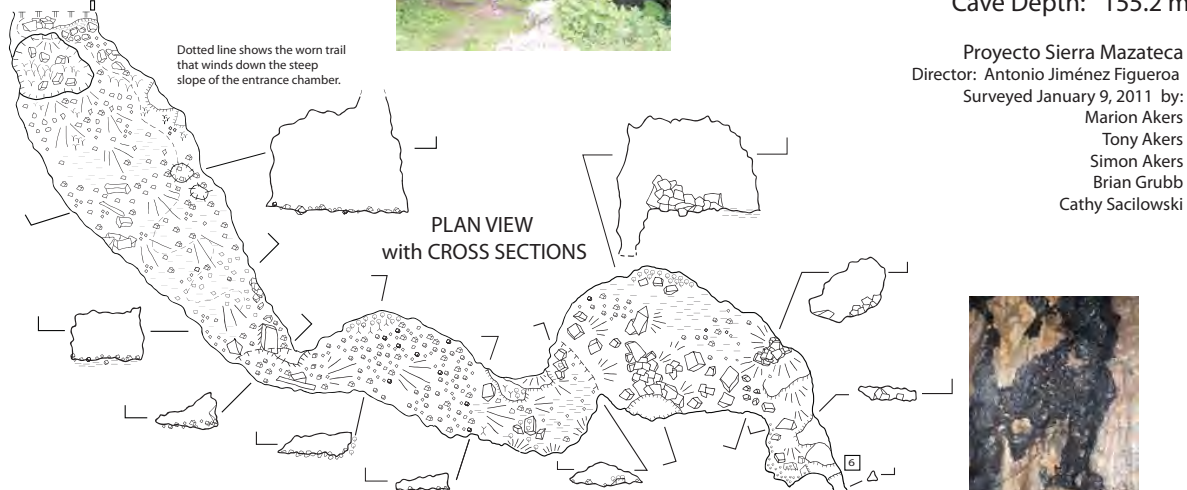 Cave Depth: 155.2 m
Proyecto Sierra Mazateca
Director: Antonio Jiménez Figueroa
Surveyed January 9, 2011 by:
Marion Akers
Tony Akers
Simon Akers
Brian Grubb
Cathy Sacilowski
Dotted line shows the worn trail
that winds down the steep
slope of the entrance chamber.
PLAN VIEW
with CROSS SECTIONS
6